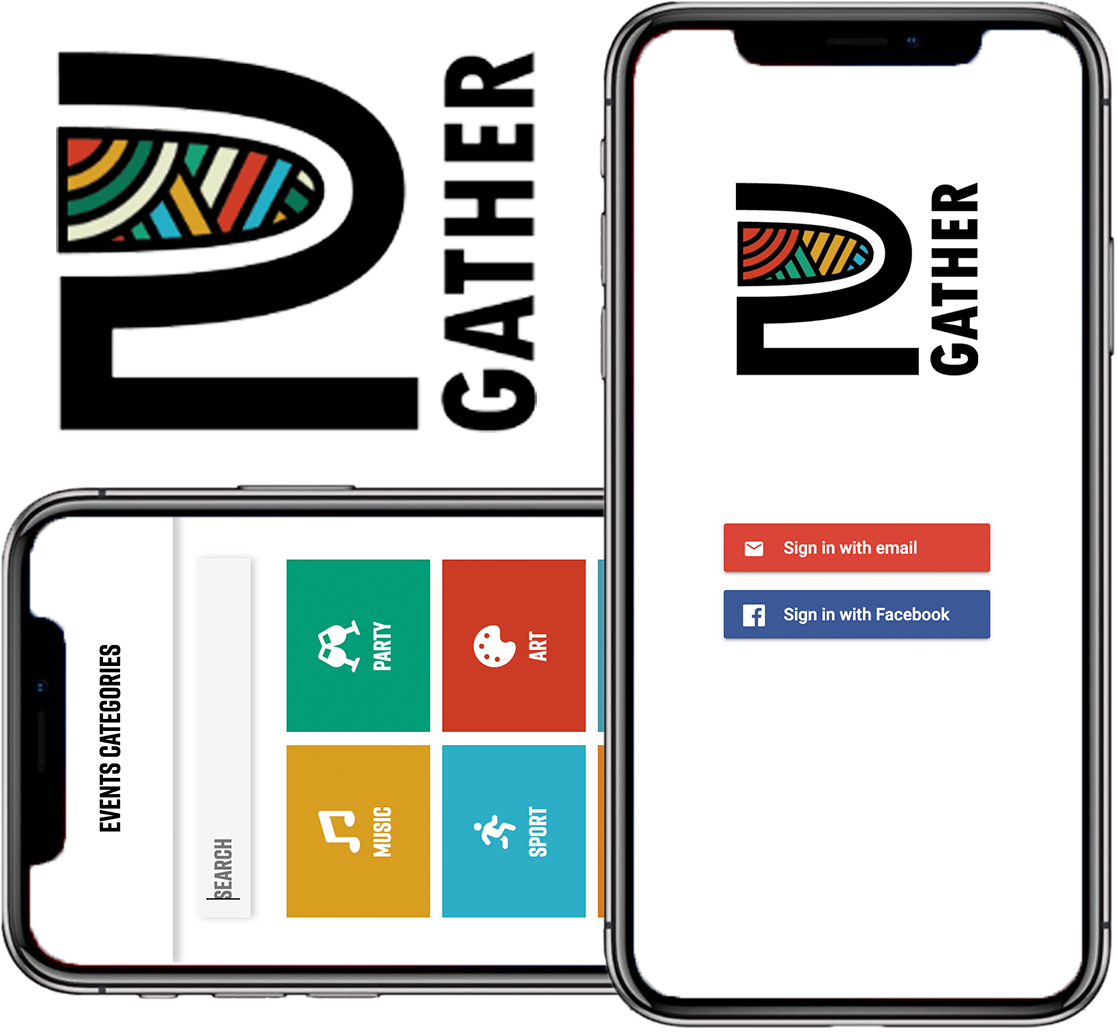 GATHER
GATHER
Sign in with email
Sign in with Facebook
EVENTS CATEGORIES
SEARCH
MUSIC
PARTY
SPORT
ART